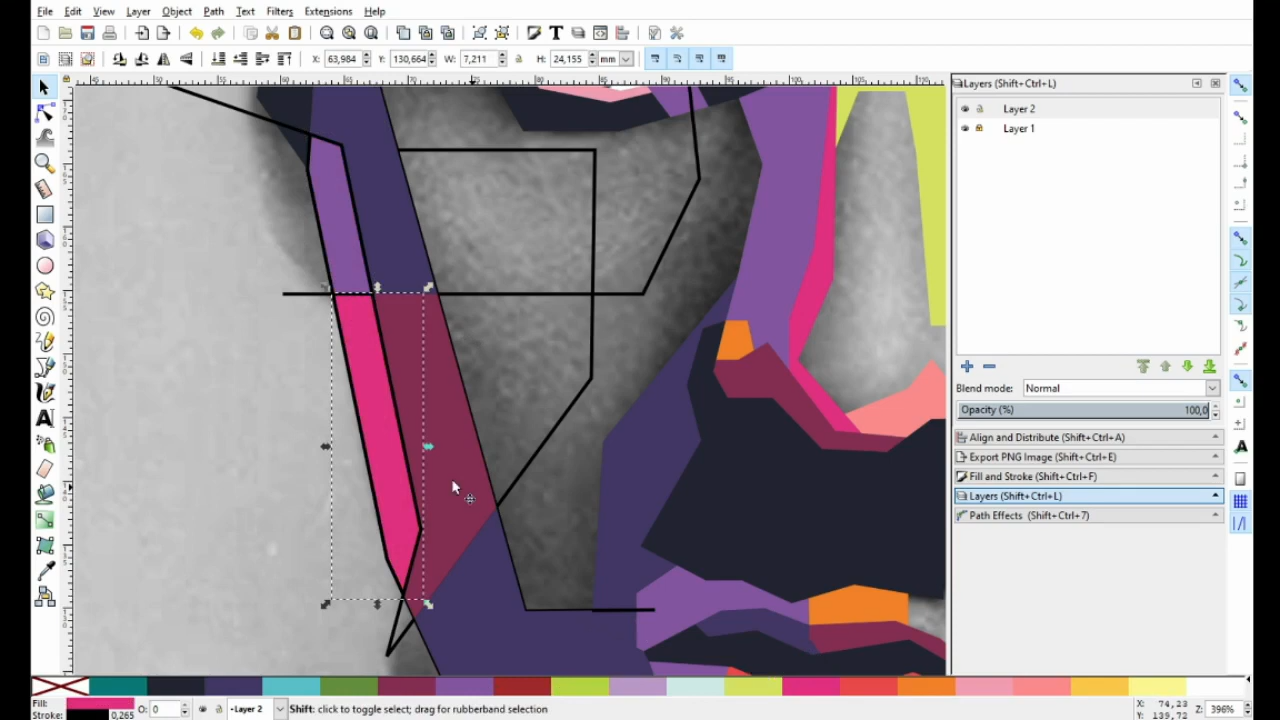 File Edit View Layer Object Path Text Filters Extensions Help
X: 63,984 Y: 130,664 W: 7,211 H: 24,155 mm
Layers (Shift+Ctrl+L)
Layer 2
Layer 1
Blend mode: Normal
Opacity (%) 100,0
Align and Distribute (Shift+Ctrl+A)
Export PNG Image (Shift+Ctrl+E)
Fill and Stroke (Shift+Ctrl+F)
Layers (Shift+Ctrl+L)
Path Effects (Shift+Ctrl+7)
Fill:
Stroke: 0,265
O: 0
Layer 2
Shift: click to toggle select; drag for rubberband selection
X: 74,23
Y: 139,72
Z: 396%